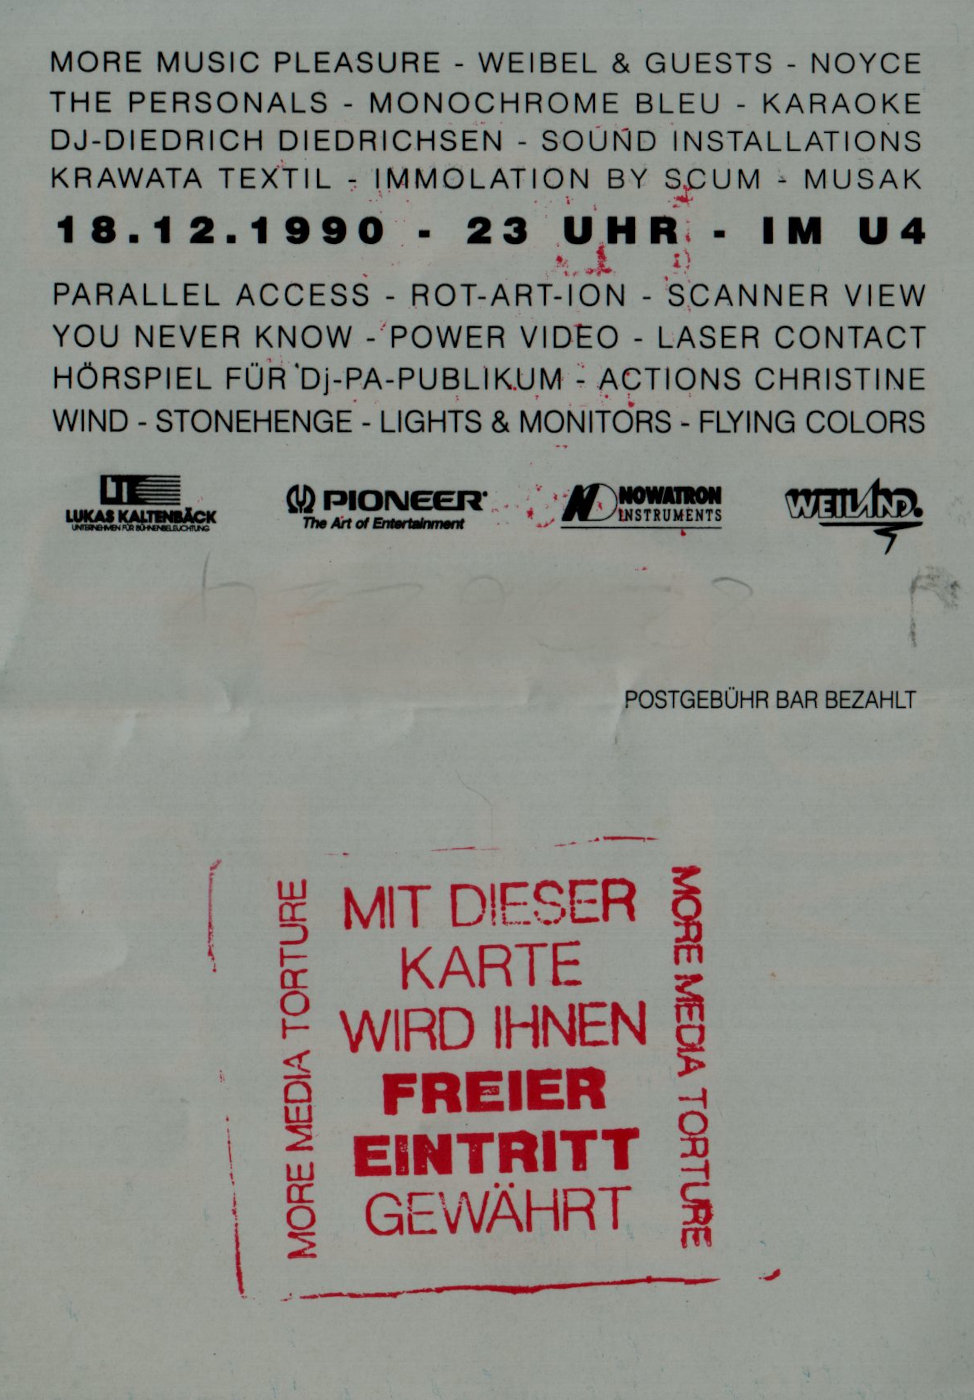 MORE MUSIC PLEASURE - WEIBEL & GUESTS - NOYCE
THE PERSONALS - MONOCHROME BLEU - KARAOKE
DJ-DIEDRICH DIEDRICHSEN - SOUND INSTALLATIONS
KRAWATA TEXTIL - IMMOLATION BY SCUM - MUSAK
18.12.1990 - 23 UHR - IM U4
PARALLEL ACCESS - ROT-ART-ION - SCANNER VIEW
YOU NEVER KNOW - POWER VIDEO - LASER CONTACT
HÖRSPIEL FÜR Dj-PA-PUBLIKUM - ACTIONS CHRISTINE
WIND - STONEHENGE - LIGHTS & MONITORS - FLYING COLORS
LUKAS KALTENBÄCK
UNTERNEHMEN FÜR BÜHNENBELEUCHTUNG
PIONEER
The Art of Entertainment
NOWATRON
INSTRUMENTS
WEILAND.
POSTGEBÜHR BAR BEZAHLT
MORE MEDIA TORTURE
MIT DIESER
KARTE
WIRD IHNEN
FREIER
EINTRITT
GEWÄHRT
MORE MEDIA TORTURE